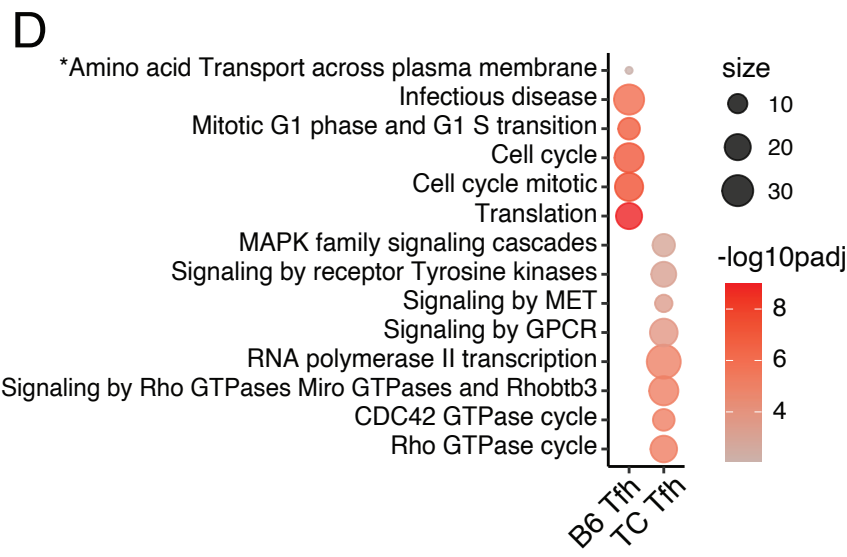 D
*Amino acid Transport across plasma membrane
Infectious disease
Mitotic G1 phase and G1 S transition
Cell cycle
Cell cycle mitotic
Translation
MAPK family signaling cascades
Signaling by receptor Tyrosine kinases
Signaling by MET
Signaling by GPCR
RNA polymerase II transcription
Signaling by Rho GTPases Miro GTPases and Rhobtb3
CDC42 GTPase cycle
Rho GTPase cycle
B6 Tfh
TC Tfh
size
10
20
30
-log10padj
8
6
4